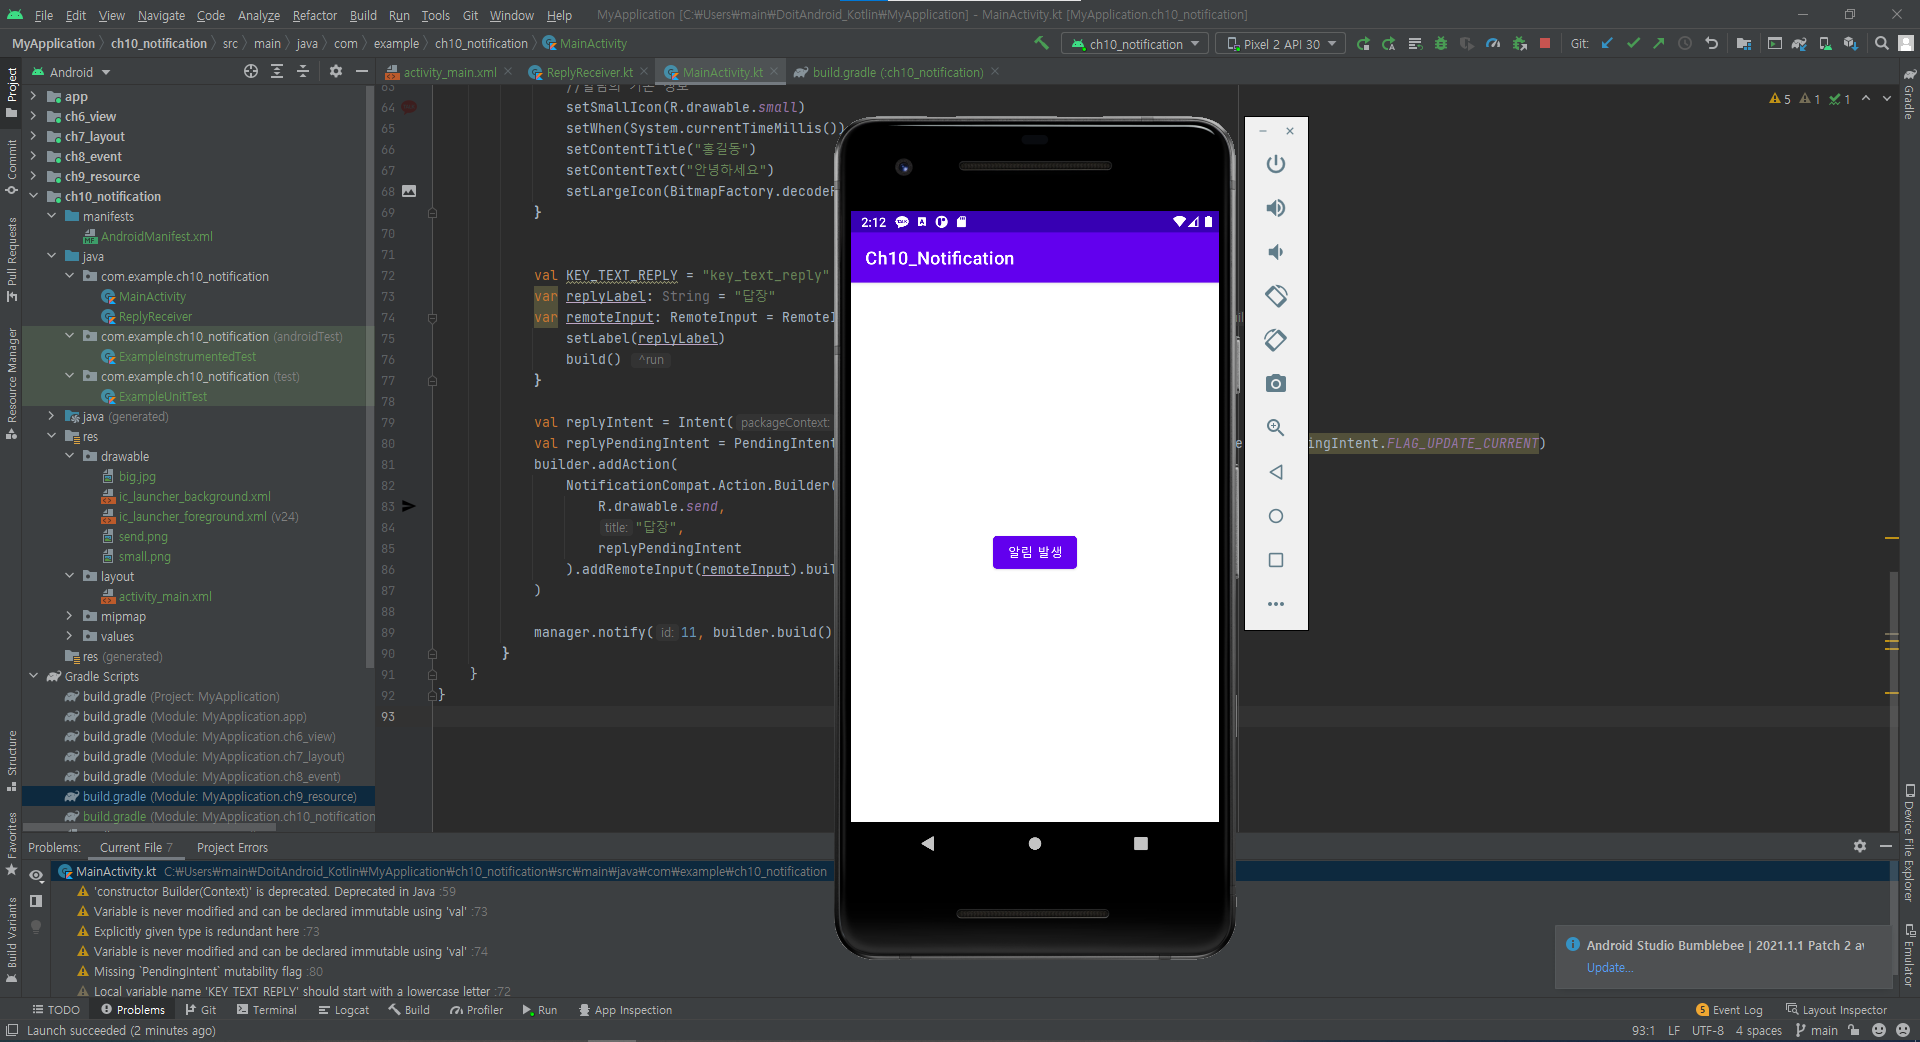 File Edit View Navigate Code Analyze Refactor Build Run Tools Git Window Help MyApplication [C:₩Users₩main₩DoitAndroid_Kotlin₩MyApplication] - MainActivity.kt [MyApplication.ch10_notification]
MyApplication ch10_notification src main java com example ch10_notification MainActivity
ch10_notification Pixel 2 API 30 Git:
Android
activity_main.xml ReplyReceiver.kt MainActivity.kt build.gradle (:ch10_notification)
Project
Commit
Pull Requests
Resource Manager
Structure
Favorites
Build Variants
app
ch6_view
ch7_layout
ch8_event
ch9_resource
ch10_notification
manifests
AndroidManifest.xml
java
com.example.ch10_notification
MainActivity
ReplyReceiver
com.example.ch10_notification (androidTest)
ExampleInstrumentedTest
com.example.ch10_notification (test)
ExampleUnitTest
java (generated)
res
drawable
big.jpg
ic_launcher_background.xml
ic_launcher_foreground.xml (v24)
send.png
small.png
layout
activity_main.xml
mipmap
values
res (generated)
Gradle Scripts
build.gradle (Project: MyApplication)
build.gradle (Module: MyApplication.app)
build.gradle (Module: MyApplication.ch6_view)
build.gradle (Module: MyApplication.ch7_layout)
build.gradle (Module: MyApplication.ch8_event)
build.gradle (Module: MyApplication.ch9_resource)
build.gradle (Module: MyApplication.ch10_notification
63 //알림의 기본 정보
64 setSmallIcon(R.drawable.small)
65 setWhen(System.currentTimeMillis())
66 setContentTitle("홍길동")
67 setContentText("안녕하세요")
68 setLargeIcon(BitmapFactory.decodeR
69 }
70
71
72 val KEY_TEXT_REPLY = "key_text_reply"
73 var replyLabel: String = "답장"
74 var remoteInput: RemoteInput = RemoteI
75 setLabel(replyLabel)
76 build() ^run
77 }
78
79 val replyIntent = Intent( packageContext:
80 val replyPendingIntent = PendingIntent e ingIntent.FLAG_UPDATE_CURRENT)
81 builder.addAction(
82 NotificationCompat.Action.Builder(
83 R.drawable.send,
84 title: "답장",
85 replyPendingIntent
86 ).addRemoteInput(remoteInput).buil
87 )
88
89 manager.notify( id: 11, builder.build()
90 }
91 }
92 }
93
5 1 1
2:12
Ch10_Notification
알림 발생
Gradle
Device File Explorer
Emulator
Problems: Current File 7 Project Errors
MainActivity.kt C:₩Users₩main₩DoitAndroid_Kotlin₩MyApplication₩ch10_notification₩src₩main₩java₩com₩example₩ch10_notification
'constructor Builder(Context)' is deprecated. Deprecated in Java :59
Variable is never modified and can be declared immutable using 'val' :73
Explicitly given type is redundant here :73
Variable is never modified and can be declared immutable using 'val' :74
Missing `PendingIntent` mutability flag :80
Local variable name 'KEY_TEXT_REPLY' should start with a lowercase letter :72
Android Studio Bumblebee | 2021.1.1 Patch 2 av
Update...
TODO Problems Git Terminal Logcat Build Profiler Run App Inspection 5 Event Log Layout Inspector
Launch succeeded (2 minutes ago) 93:1 LF UTF-8 4 spaces main